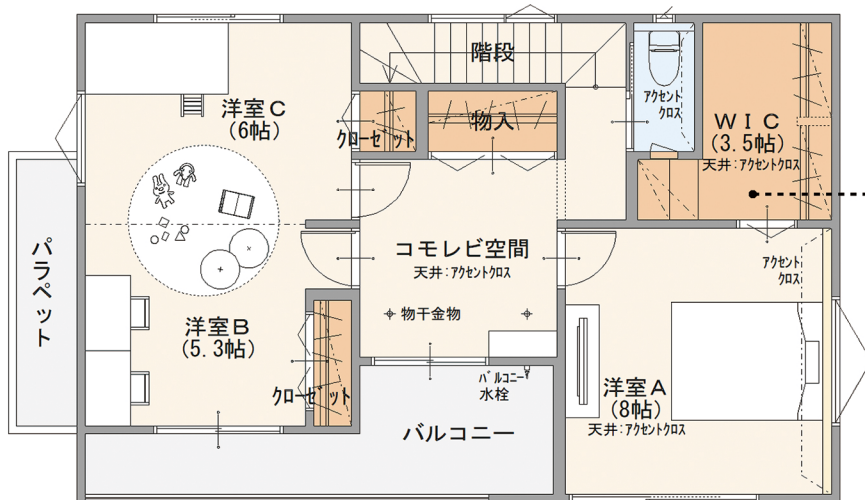 階段
アクセント
クロス
WIC
(3.5帖)
天井:アクセントクロス
洋室C
(6帖)
クローゼット
物入
コモレビ空間
天井:アクセントクロス
アクセント
クロス
パラペット
物干金物
洋室B
(5.3帖)
クローゼット
バルコニー
水栓
洋室A
(8帖)
天井:アクセントクロス
バルコニー